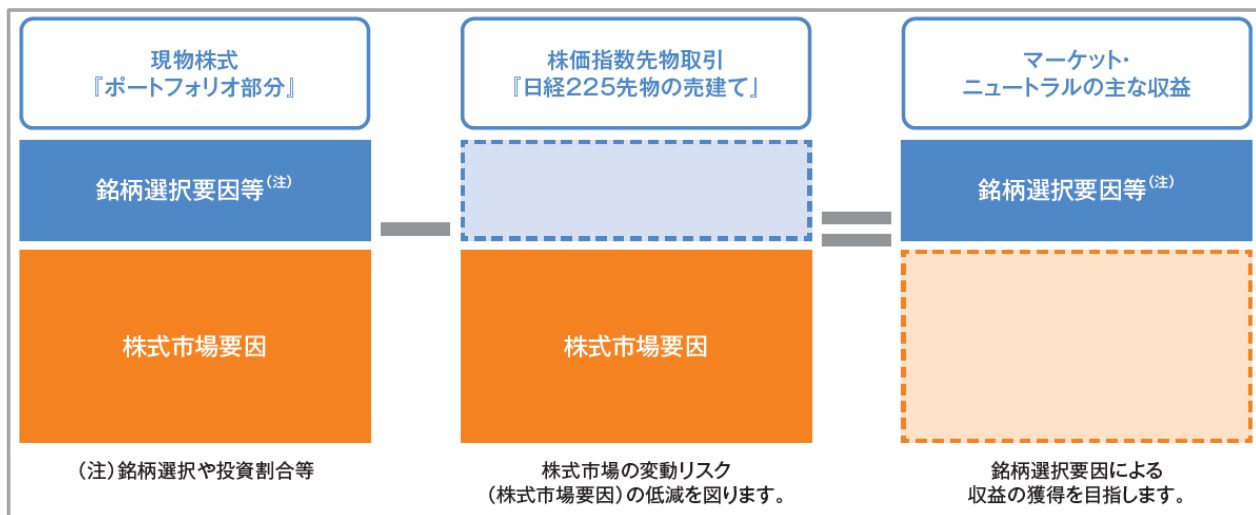 現物株式
『ポートフォリオ部分』
株価指数先物取引
『日経225先物の売建て』
マーケット・
ニュートラルの主な収益
銘柄選択要因等(注)
銘柄選択要因等(注)
株式市場要因
株式市場要因
(注)銘柄選択や投資割合等
株式市場の変動リスク
(株式市場要因)の低減を図ります。
銘柄選択要因による
収益の獲得を目指します。